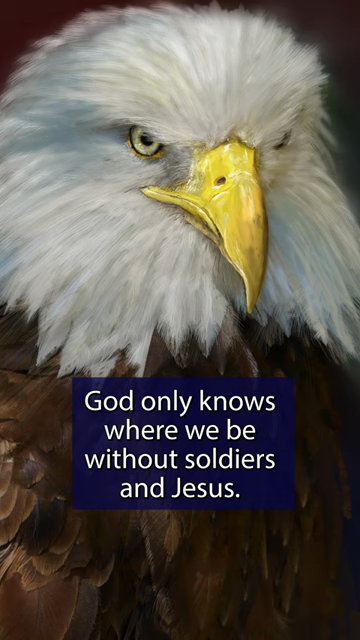 God only knows
where we be
without soldiers
and Jesus.